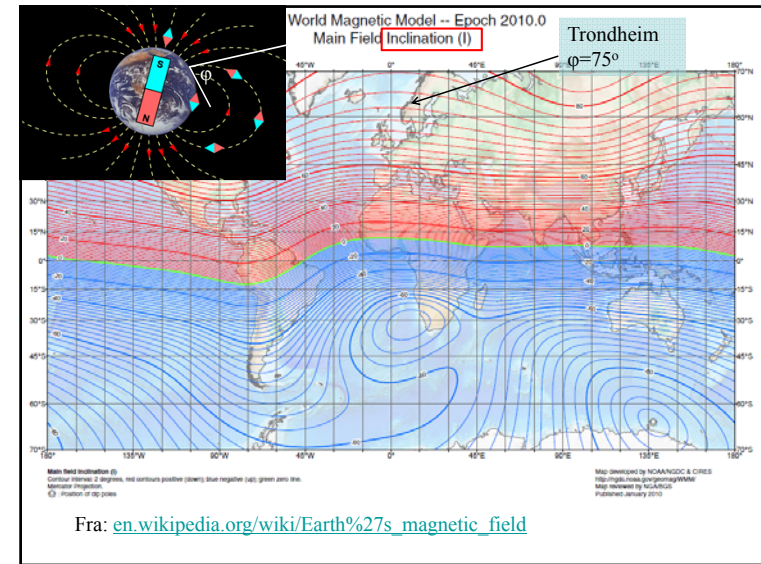 World Magnetic Model -- Epoch 2010.0
Main Field Inclination (I)
Trondheim
φ=75°
S
N
φ
40°W 0° 45°E 90°E 135°E 180°
70°N
60°N
45°N
30°N 30°N
15°N 15°N
0° 0°
15°S 15°S
30°S 30°S
45°S 45°S
60°S 60°S
70°S 70°S
180° 135°W 90°W 45°W 0° 45°E 90°E 135°E 180°
Main field inclination (I)
Contour interval: 2 degrees, red contours positive (down); blue negative (up); green zero line.
Mercator Projection.
: Position of dip poles
Map developed by NOAA/NGDC & CIRES
http://ngdc.noaa.gov/geomag/WMM/
Map reviewed by NGA/BGS
Published January 2010
Fra: en.wikipedia.org/wiki/Earth%27s_magnetic_field